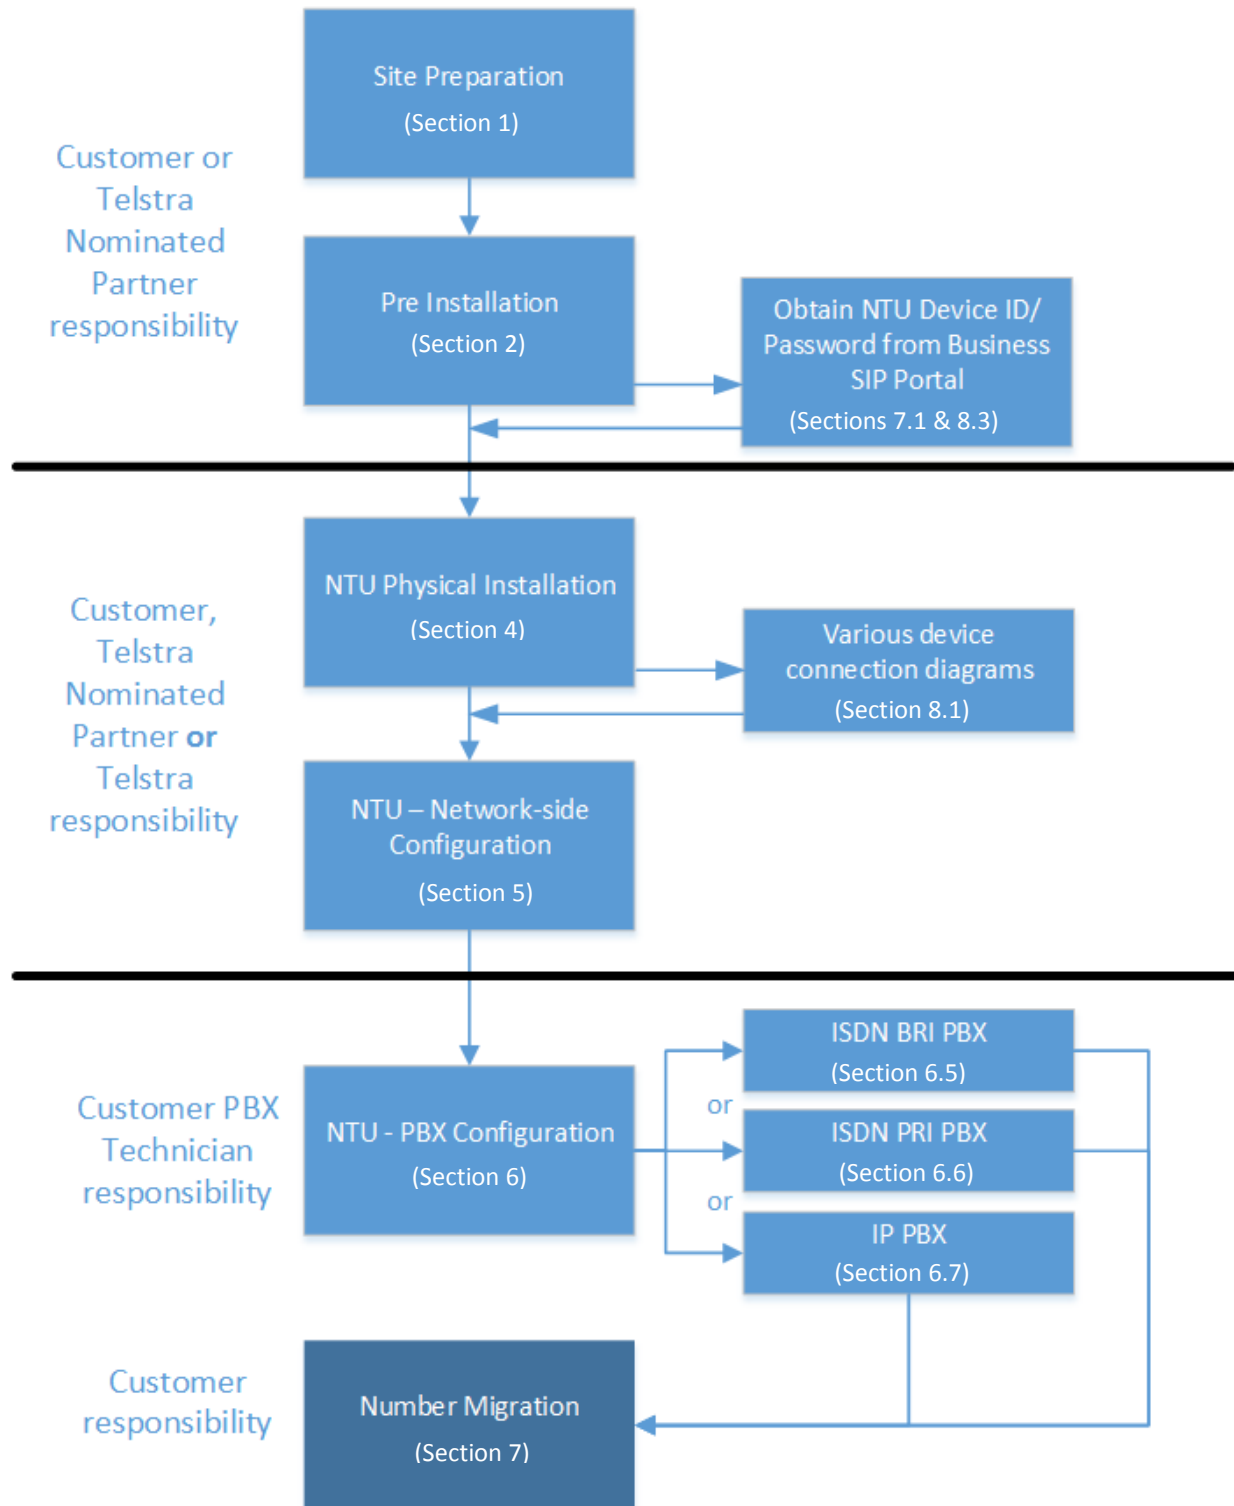 Site Preparation
(Section 1)
Customer or
Telstra
Nominated
Partner
responsibility
Pre Installation
(Section 2)
Obtain NTU Device ID/
Password from Business
SIP Portal
(Sections 7.1 & 8.3)
NTU Physical Installation
(Section 4)
Customer,
Telstra
Nominated
Partner or
Telstra
responsibility
Various device
connection diagrams
(Section 8.1)
NTU – Network-side
Configuration
(Section 5)
Customer PBX
Technician
responsibility
NTU - PBX Configuration
(Section 6)
ISDN BRI PBX
(Section 6.5)
or
ISDN PRI PBX
(Section 6.6)
or
IP PBX
(Section 6.7)
Customer
responsibility
Number Migration
(Section 7)